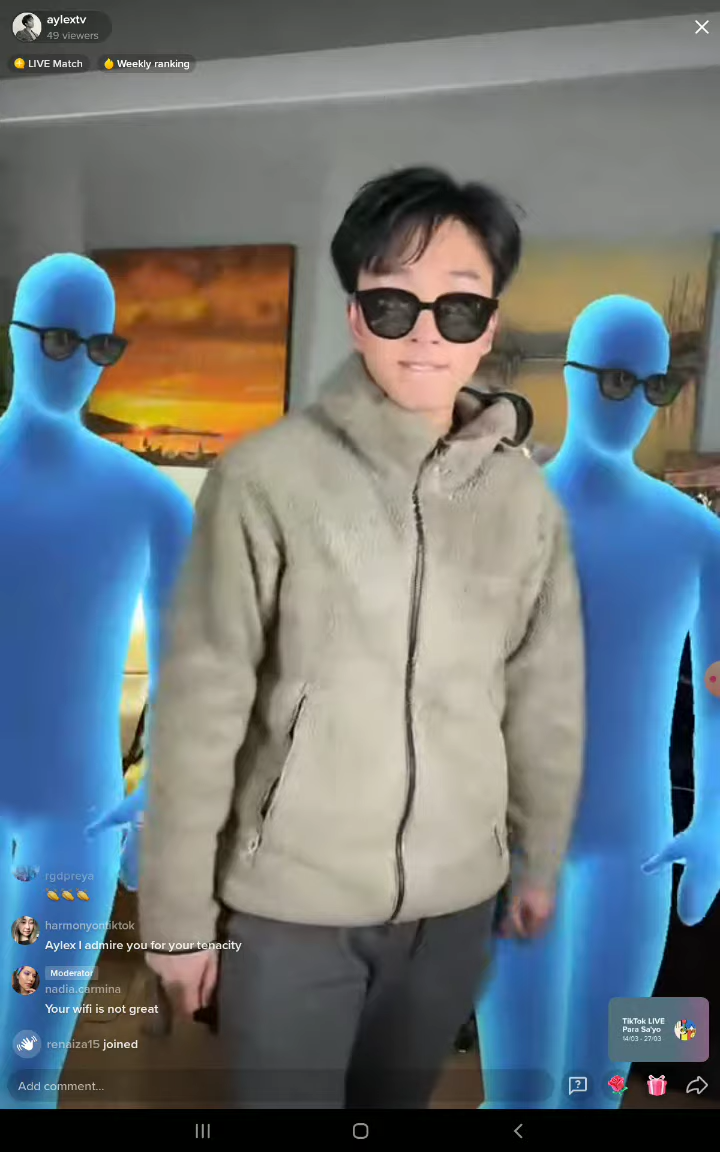 aylextv
49 viewers
LIVE Match
Weekly ranking
rgdpreya
harmonyontiktok
Aylex I admire you for your tenacity
Moderator
nadia.carmina
Your wifi is not great
renaiza15 joined
TikTok LIVE
Para Sa'yo
14/03 - 27/03
Add comment...